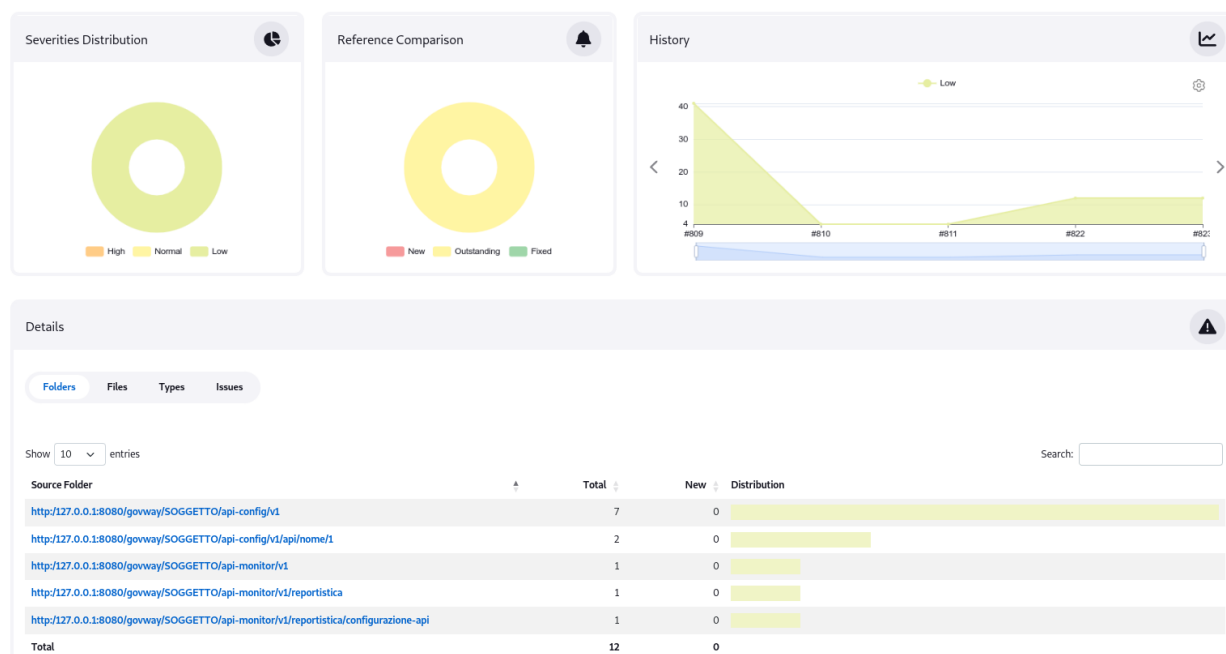 Severities Distribution
Reference Comparison
History
High Normal Low
New Outstanding Fixed
Low
40
30
20
10
4
#809 #810 #811 #822 #823
Details
Folders Files Types Issues
Show 10 entries
Search:
Source Folder Total New Distribution
http:/127.0.0.1:8080/govway/SOGGETTO/api-config/v1 7 0
http:/127.0.0.1:8080/govway/SOGGETTO/api-config/v1/api/nome/1 2 0
http:/127.0.0.1:8080/govway/SOGGETTO/api-monitor/v1 1 0
http:/127.0.0.1:8080/govway/SOGGETTO/api-monitor/v1/reportistica 1 0
http:/127.0.0.1:8080/govway/SOGGETTO/api-monitor/v1/reportistica/configurazione-api 1 0
Total 12 0